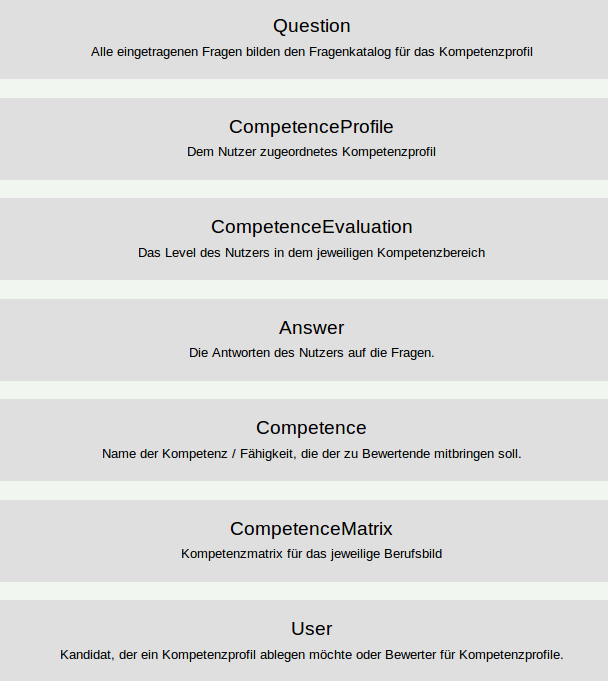 Question
Alle eingetragenen Fragen bilden den Fragenkatalog für das Kompetenzprofil
CompetenceProfile
Dem Nutzer zugeordnetes Kompetenzprofil
CompetenceEvaluation
Das Level des Nutzers in dem jeweiligen Kompetenzbereich
Answer
Die Antworten des Nutzers auf die Fragen.
Competence
Name der Kompetenz / Fähigkeit, die der zu Bewertende mitbringen soll.
CompetenceMatrix
Kompetenzmatrix für das jeweilige Berufsbild
User
Kandidat, der ein Kompetenzprofil ablegen möchte oder Bewerter für Kompetenzprofile.